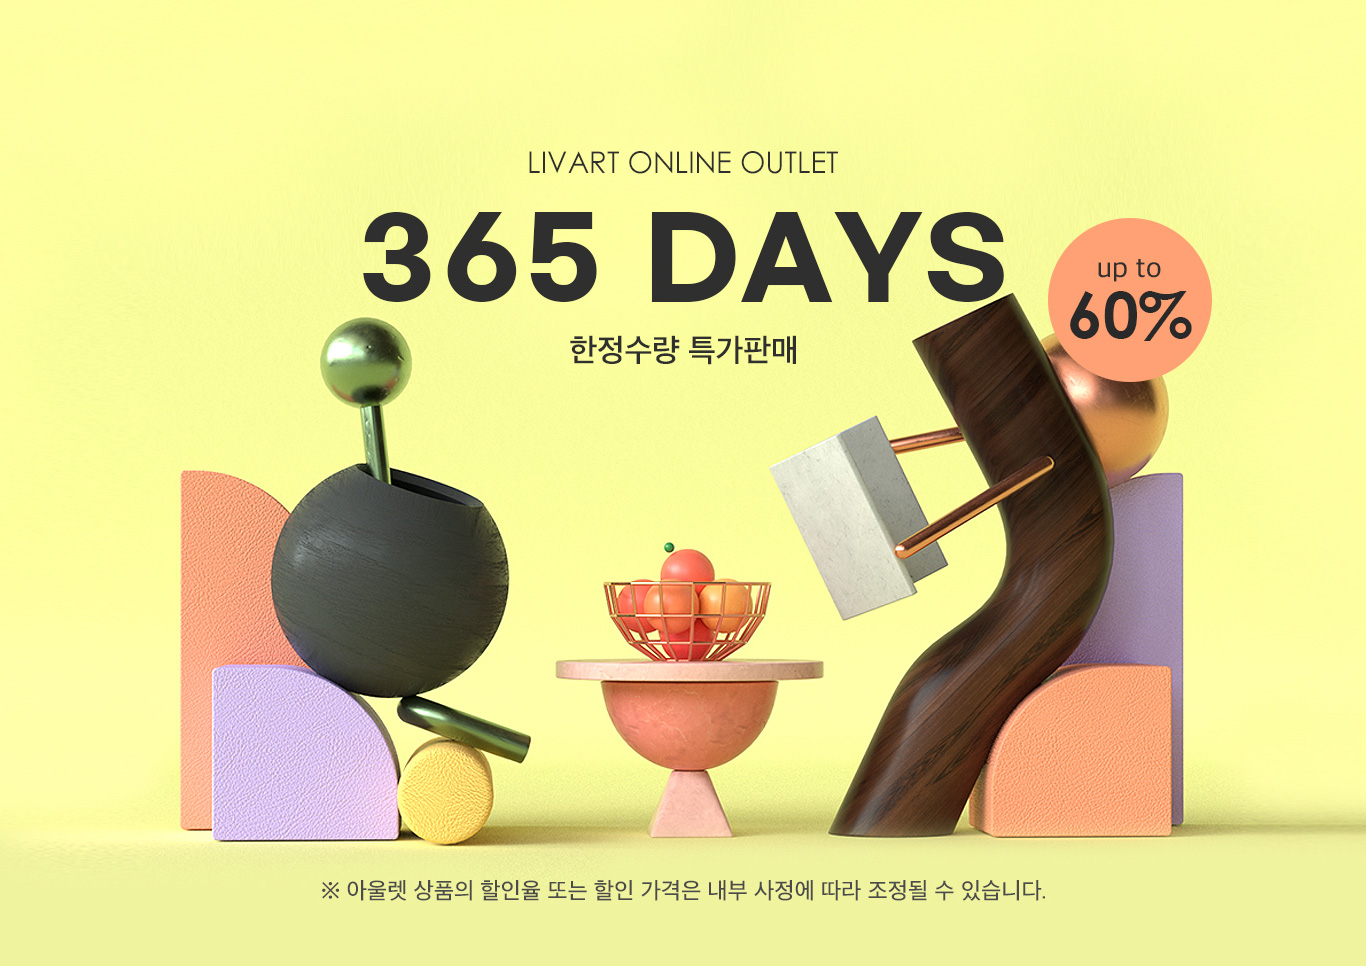 LIVART ONLINE OUTLET
365 DAYS
up to
60%
한정수량 특가판매
※ 아울렛 상품의 할인율 또는 할인 가격은 내부 사정에 따라 조정될 수 있습니다.